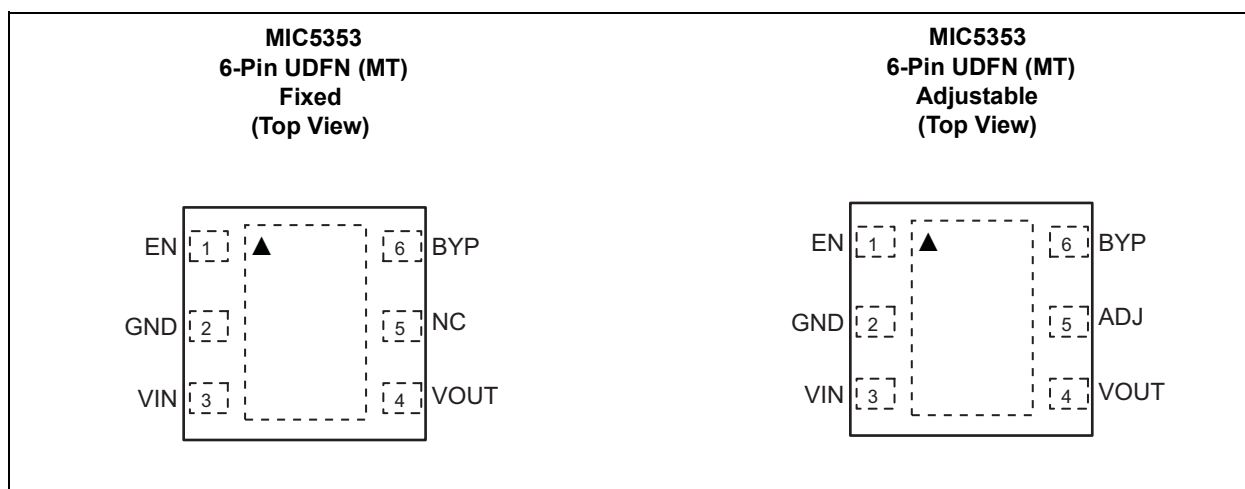 MIC5353
6-Pin UDFN (MT)
Fixed
(Top View)
EN 1 6 BYP
GND 2 5 NC
VIN 3 4 VOUT
MIC5353
6-Pin UDFN (MT)
Adjustable
(Top View)
EN 1 6 BYP
GND 2 5 ADJ
VIN 3 4 VOUT